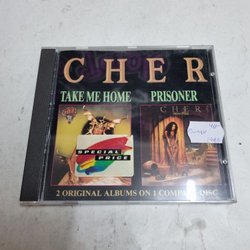 CHER
TAKE ME HOME PRISONER
CHER
SPECIAL
PRICE
2 ORIGINAL ALBUMS ON 1 COMPACT DISC